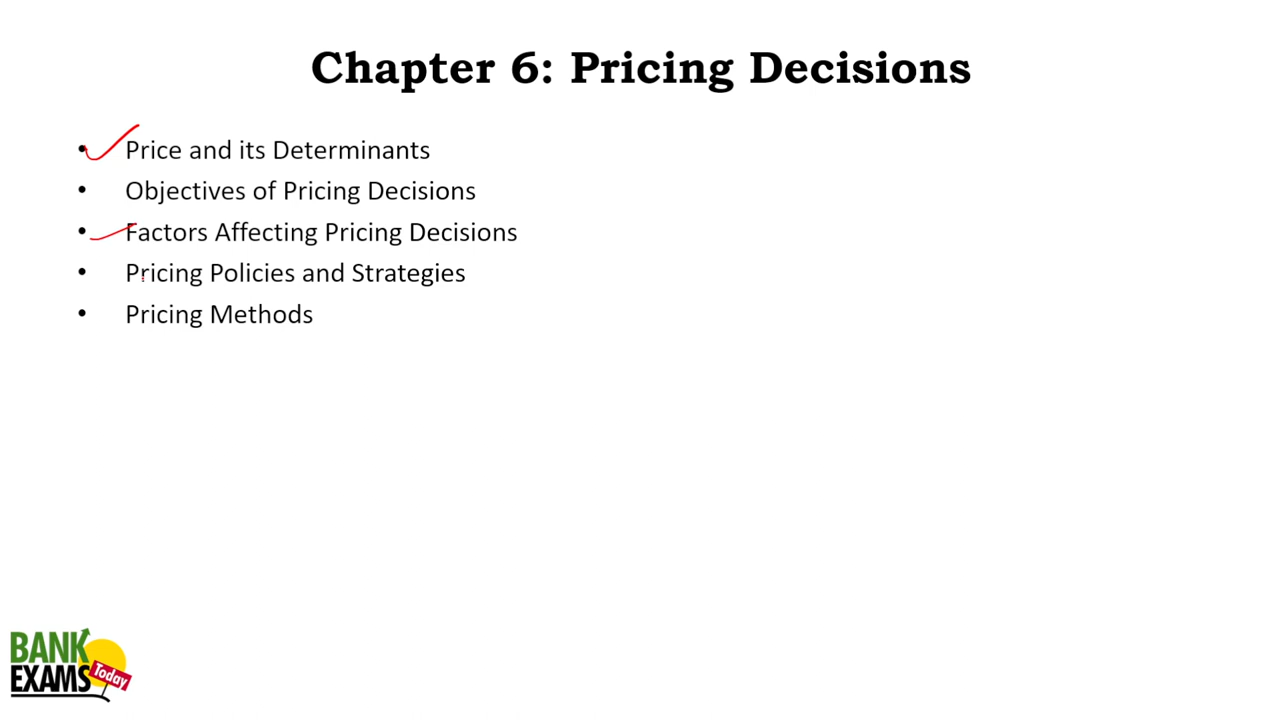 Chapter 6: Pricing Decisions
• Price and its Determinants
• Objectives of Pricing Decisions
• Factors Affecting Pricing Decisions
• Pricing Policies and Strategies
• Pricing Methods
BANK
EXAMS Today